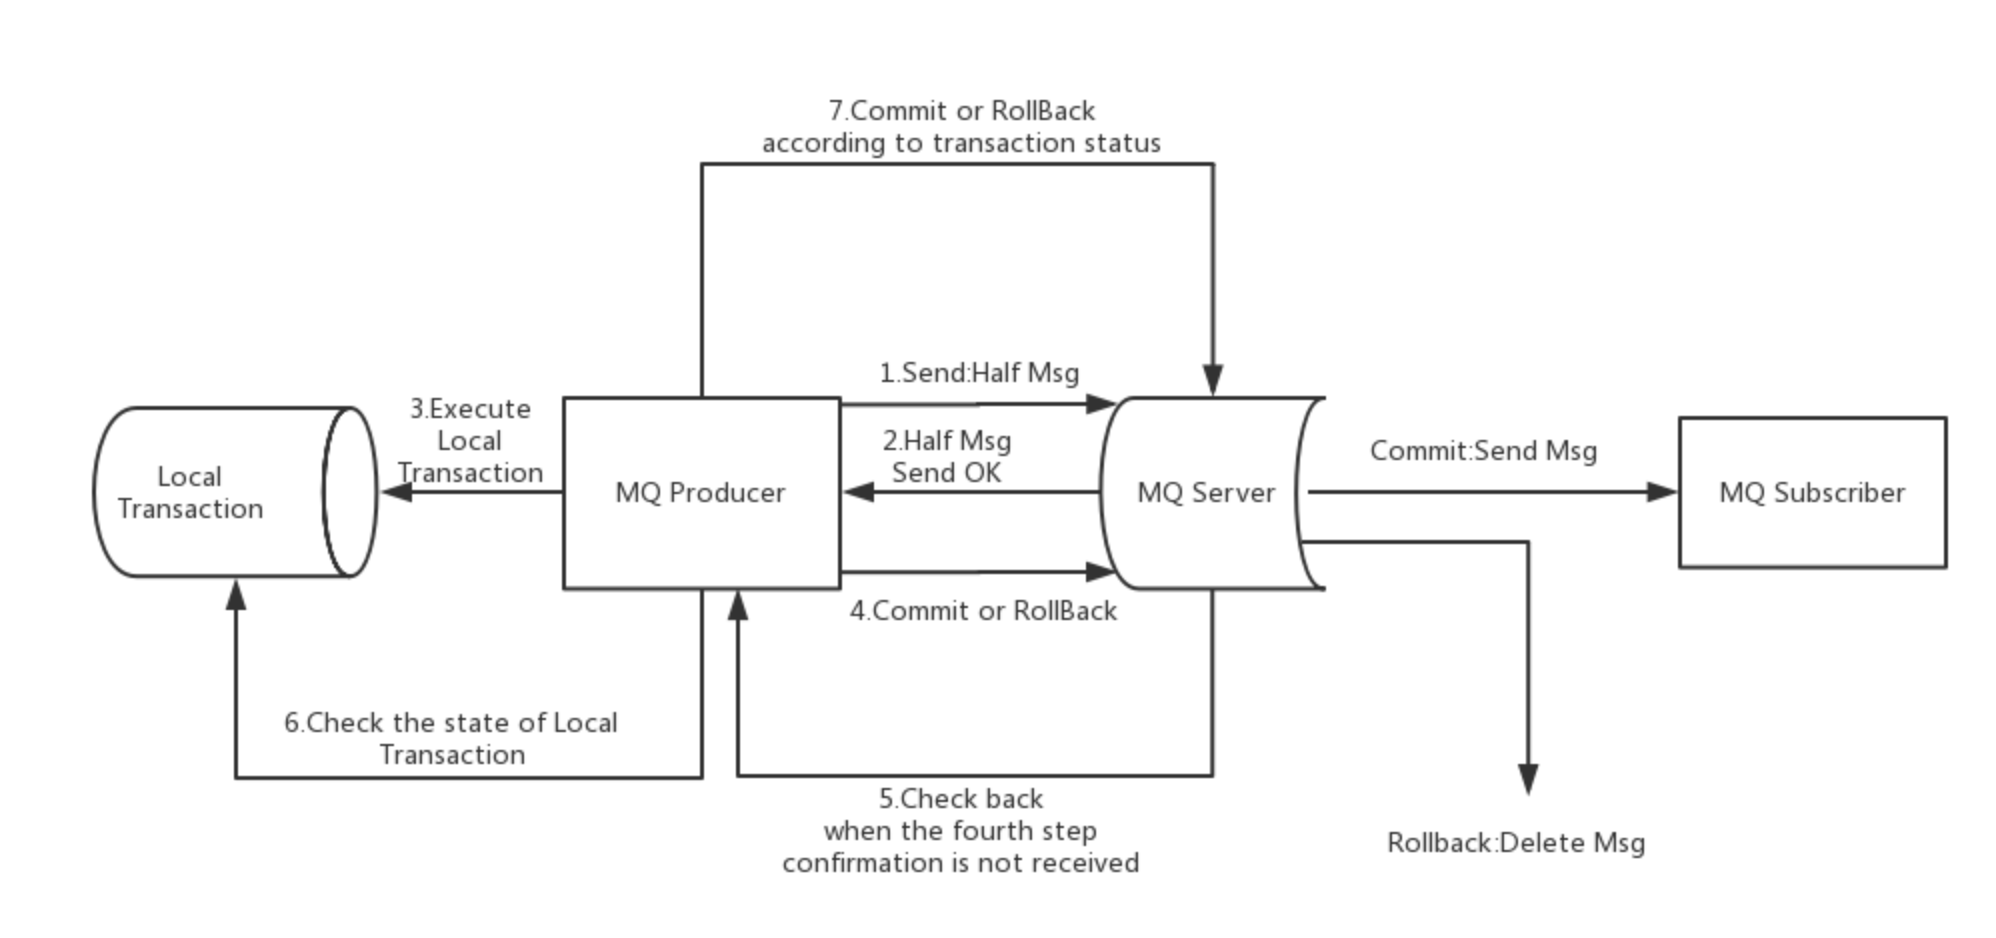 7.Commit or RollBack
according to transaction status
1.Send:Half Msg
3.Execute
Local
Transaction
2.Half Msg
Send OK
Commit:Send Msg
Local
Transaction
MQ Producer
MQ Server
MQ Subscriber
4.Commit or RollBack
6.Check the state of Local
Transaction
5.Check back
when the fourth step
confirmation is not received
Rollback:Delete Msg